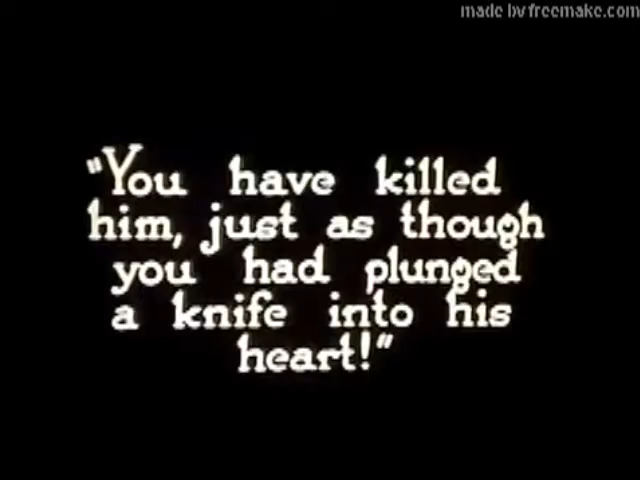 made by freemake.com
"You have killed
him, just as though
you had plunged
a knife into his
heart!"